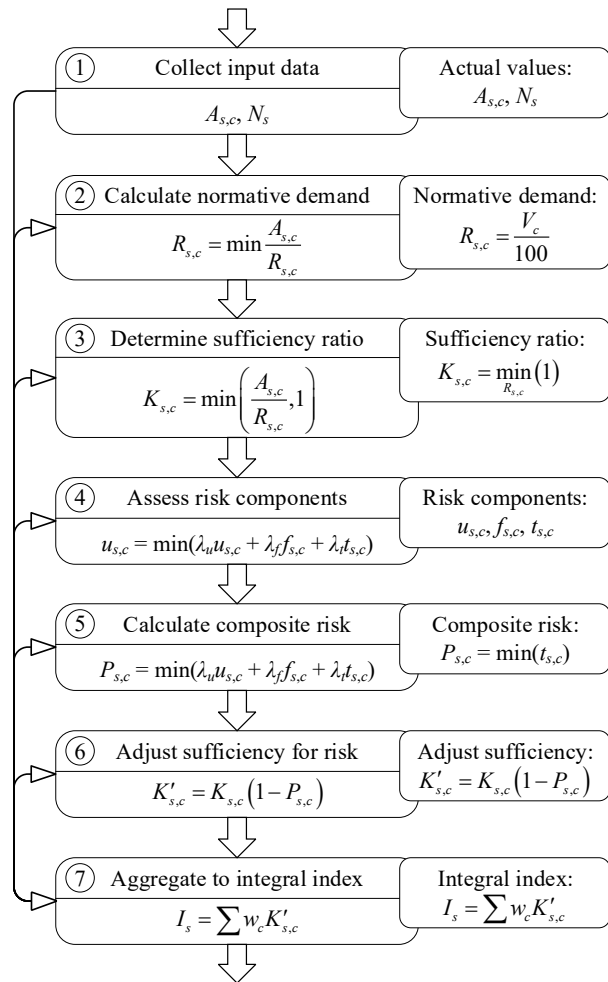 ① Collect input data
A_{s,c}, N_s
Actual values:
A_{s,c}, N_s
② Calculate normative demand
R_{s,c} = min \frac{A_{s,c}}{R_{s,c}}
Normative demand:
R_{s,c} = \frac{V_c}{100}
③ Determine sufficiency ratio
K_{s,c} = min(\frac{A_{s,c}}{R_{s,c}},1)
Sufficiency ratio:
K_{s,c} = \min_{R_{s,c}}(1)
④ Assess risk components
u_{s,c} = min(λ_u u_{s,c} + λ_f f_{s,c} + λ_t t_{s,c})
Risk components:
u_{s,c}, f_{s,c}, t_{s,c}
⑤ Calculate composite risk
P_{s,c} = min(λ_u u_{s,c} + λ_f f_{s,c} + λ_t t_{s,c})
Composite risk:
P_{s,c} = min(t_{s,c})
⑥ Adjust sufficiency for risk
K′_{s,c} = K_{s,c}(1 − P_{s,c})
Adjust sufficiency:
K′_{s,c} = K_{s,c}(1 − P_{s,c})
⑦ Aggregate to integral index
I_s = ∑ w_c K′_{s,c}
Integral index:
I_s = ∑ w_c K′_{s,c}